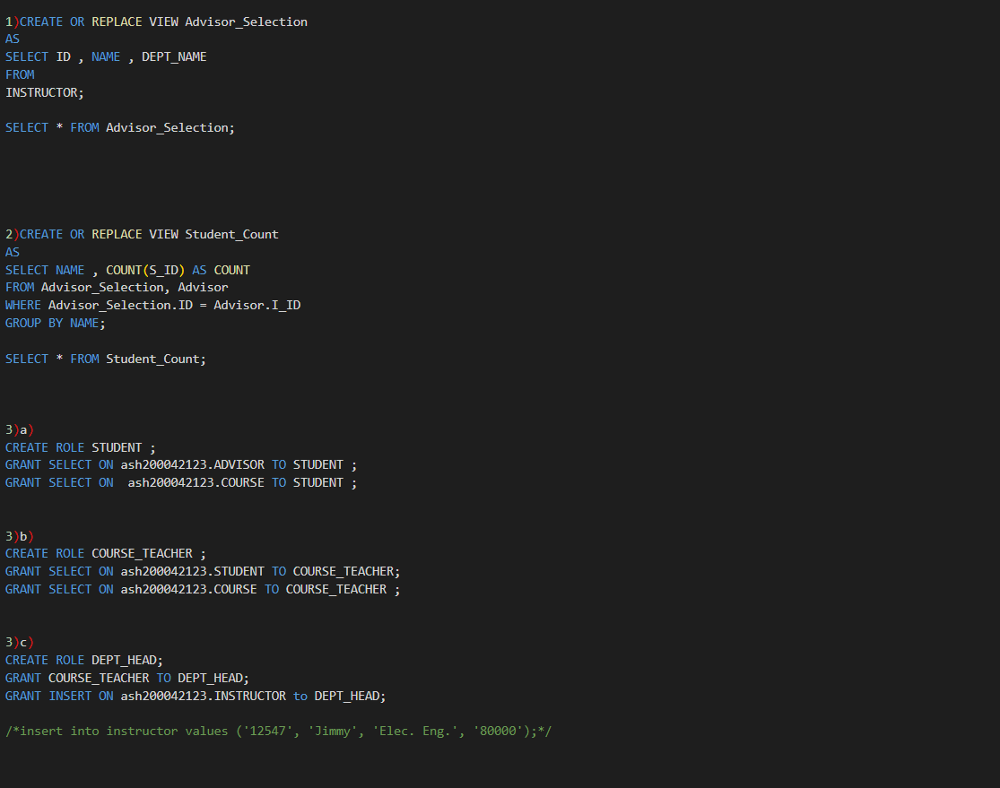 1)CREATE OR REPLACE VIEW Advisor_Selection
AS
SELECT ID , NAME , DEPT_NAME
FROM
INSTRUCTOR;
SELECT * FROM Advisor_Selection;
2)CREATE OR REPLACE VIEW Student_Count
AS
SELECT NAME , COUNT(S_ID) AS COUNT
FROM Advisor_Selection, Advisor
WHERE Advisor_Selection.ID = Advisor.I_ID
GROUP BY NAME;
SELECT * FROM Student_Count;
3)a)
CREATE ROLE STUDENT ;
GRANT SELECT ON ash200042123.ADVISOR TO STUDENT ;
GRANT SELECT ON  ash200042123.COURSE TO STUDENT ;
3)b)
CREATE ROLE COURSE_TEACHER ;
GRANT SELECT ON ash200042123.STUDENT TO COURSE_TEACHER;
GRANT SELECT ON ash200042123.COURSE TO COURSE_TEACHER ;
3)c)
CREATE ROLE DEPT_HEAD;
GRANT COURSE_TEACHER TO DEPT_HEAD;
GRANT INSERT ON ash200042123.INSTRUCTOR to DEPT_HEAD;
/*insert into instructor values ('12547', 'Jimmy', 'Elec. Eng.', '80000');*/